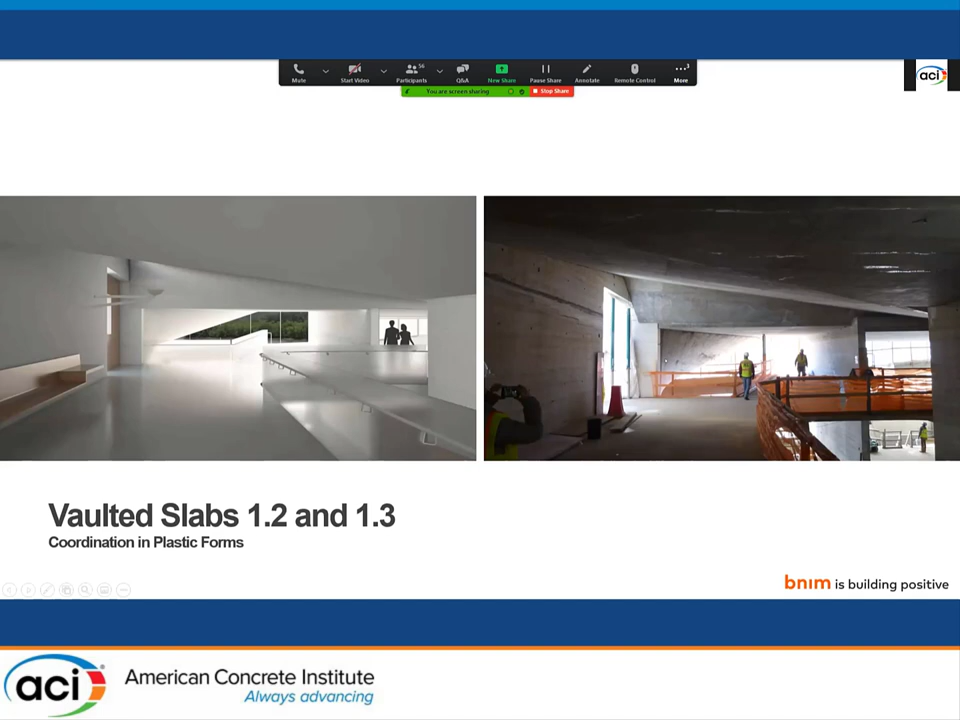 Mute
Start Video
Participants
56
Q&A
New Share
Pause Share
Annotate
Remote Control
More
3
You are screen sharing
Stop Share
aci
Vaulted Slabs 1.2 and 1.3
Coordination in Plastic Forms
bnim is building positive
aci
American Concrete Institute
Always advancing